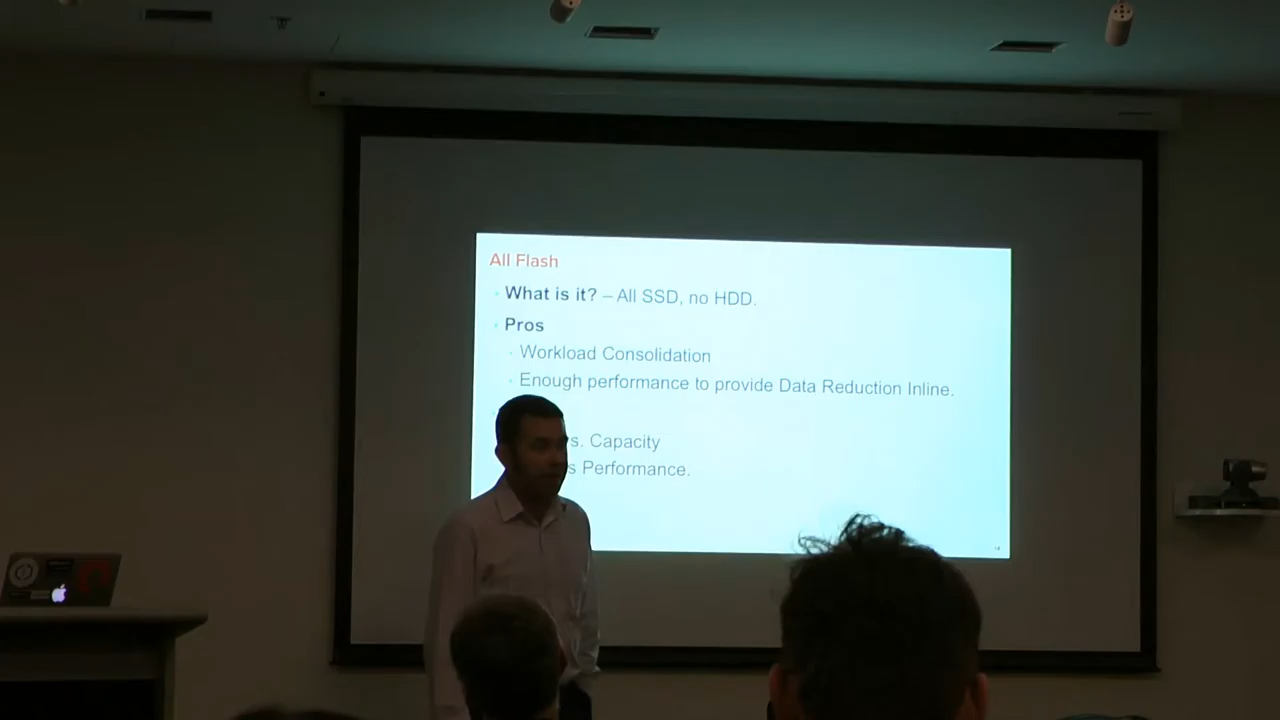 All Flash
What is it? – All SSD, no HDD.
Pros
Workload Consolidation
Enough performance to provide Data Reduction Inline.
s. Capacity
s Performance.